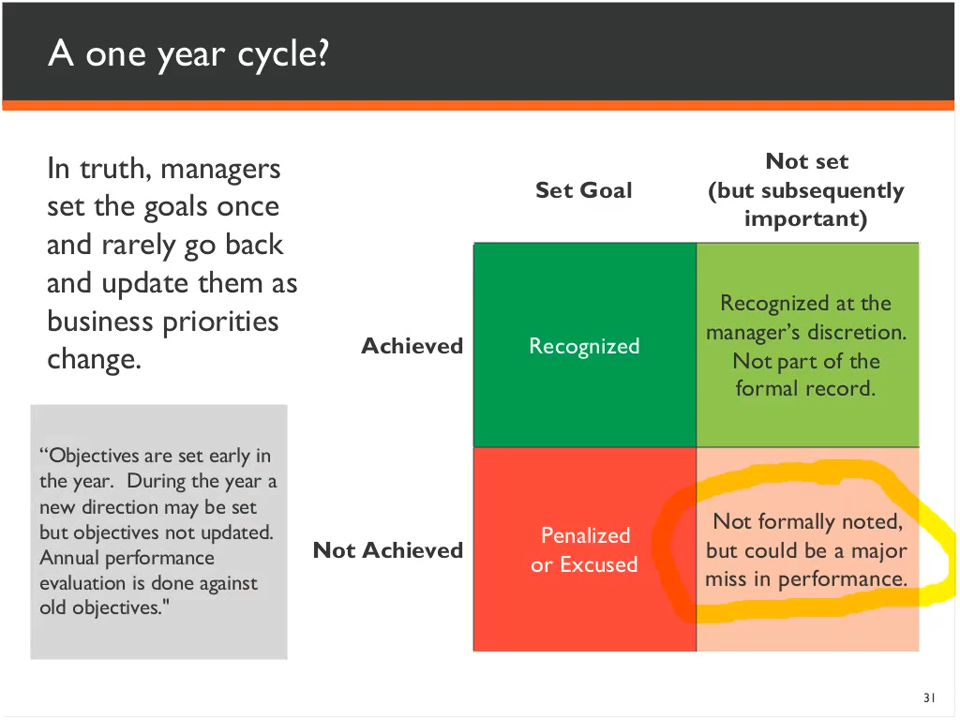 A one year cycle?
In truth, managers
set the goals once
and rarely go back
and update them as
business priorities
change.
“Objectives are set early in
the year.  During the year a
new direction may be set
but objectives not updated.
Annual performance
evaluation is done against
old objectives."
Set Goal
Not set
(but subsequently
important)
Achieved
Recognized
Recognized at the
manager’s discretion.
Not part of the
formal record.
Not Achieved
Penalized
or Excused
Not formally noted,
but could be a major
miss in performance.
31